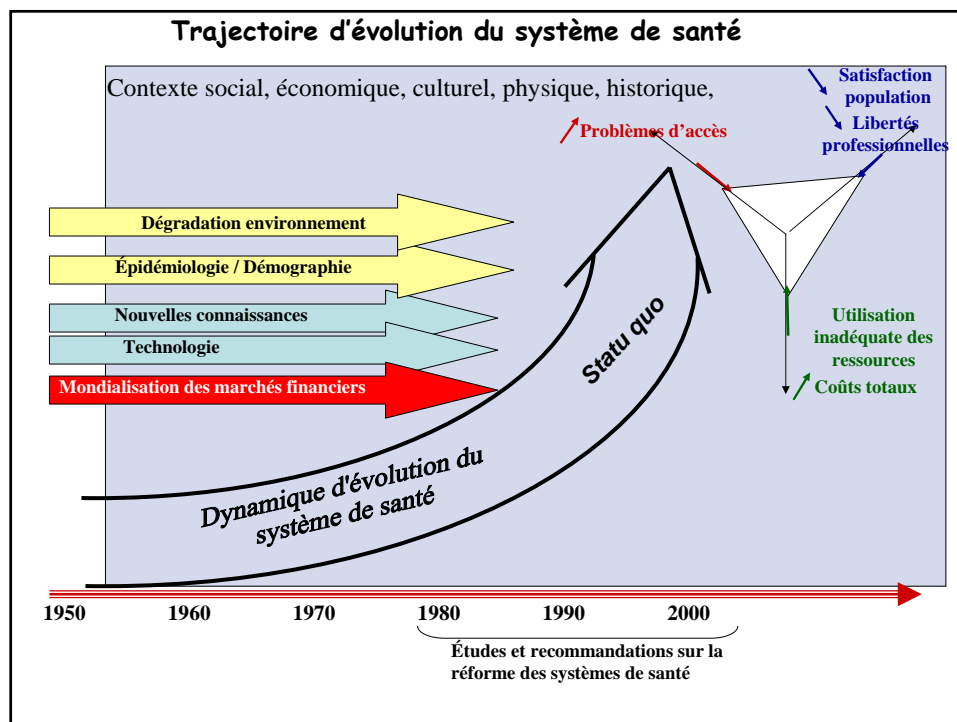 Trajectoire d'évolution du système de santé
Contexte social, économique, culturel, physique, historique,
Satisfaction
population
Libertés
professionnelles
Problèmes d'accès
Dégradation environnement
Épidémiologie / Démographie
Nouvelles connaissances
Technologie
Mondialisation des marchés financiers
Statu quo
Utilisation
inadéquate des
ressources
Coûts totaux
Dynamique d'évolution du
système de santé
1950 1960 1970 1980 1990 2000
Études et recommandations sur la
réforme des systèmes de santé